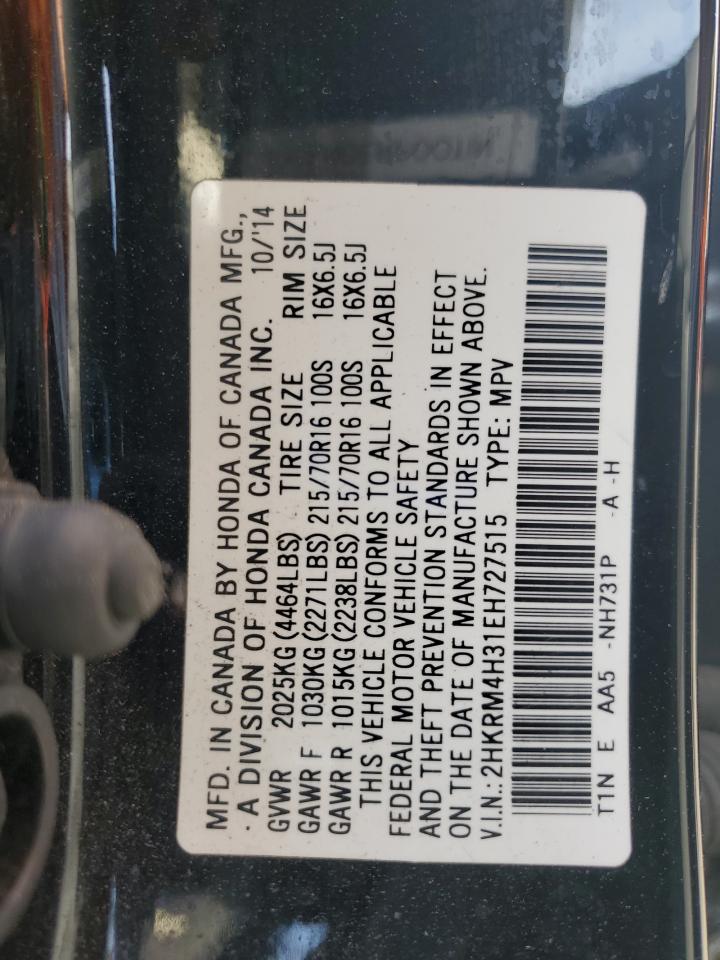 MFD. IN CANADA BY HONDA OF CANADA MFG.,
A DIVISION OF HONDA CANADA INC. 10/'14
GVWR 2025KG(4464LBS) TIRE SIZE RIM SIZE
GAWR F 1030KG(2271LBS) 215/70R16 100S 16X6.5J
GAWR R 1015KG(2238LBS) 215/70R16 100S 16X6.5J
THIS VEHICLE CONFORMS TO ALL APPLICABLE
FEDERAL MOTOR VEHICLE SAFETY
AND THEFT PREVENTION STANDARDS IN EFFECT
ON THE DATE OF MANUFACTURE SHOWN ABOVE.
V.I.N.: 2HKRM4H31EH727515 TYPE: MPV
T1N E AA5 -NH731P -A -H